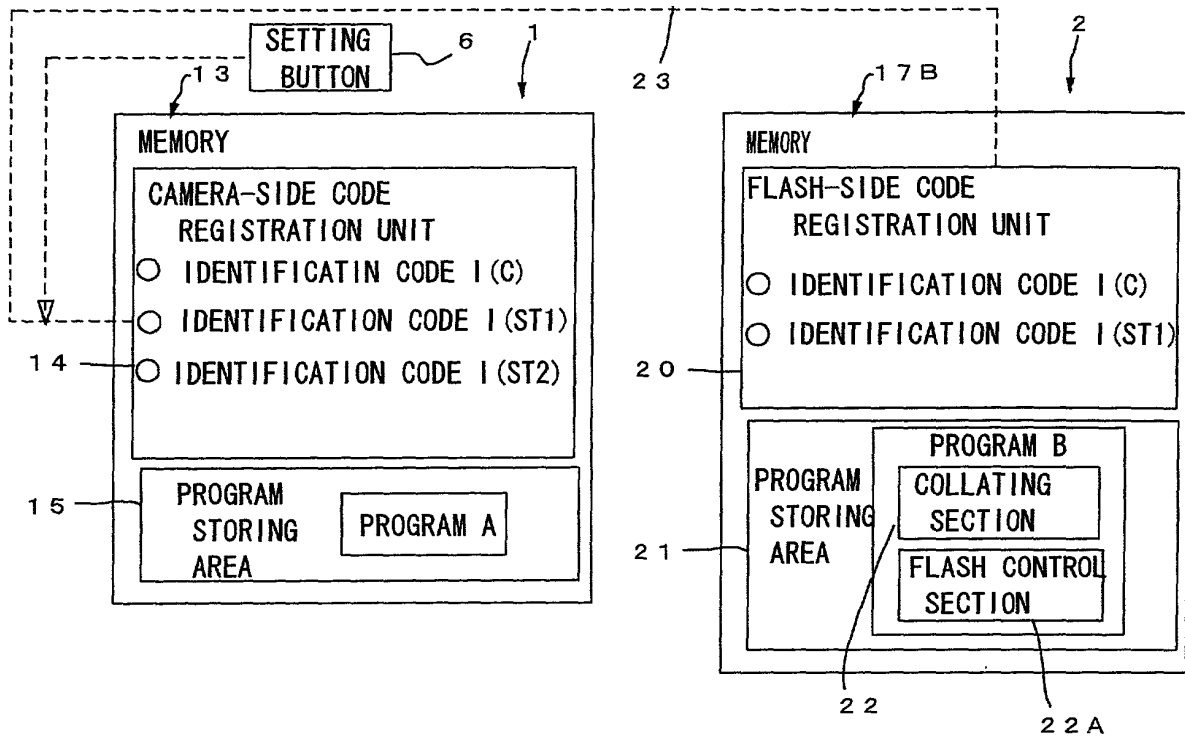 SETTING
BUTTON
6
1
23
2
13
17B
MEMORY
CAMERA-SIDE CODE
REGISTRATION UNIT
IDENTIFICATIN CODE I(C)
IDENTIFICATION CODE I(ST1)
14
IDENTIFICATION CODE I(ST2)
15
PROGRAM
STORING
AREA
PROGRAM A
MEMORY
FLASH-SIDE CODE
REGISTRATION UNIT
IDENTIFICATION CODE I(C)
IDENTIFICATION CODE I(ST1)
20
PROGRAM
STORING
AREA
21
PROGRAM B
COLLATING
SECTION
FLASH CONTROL
SECTION
22
22A